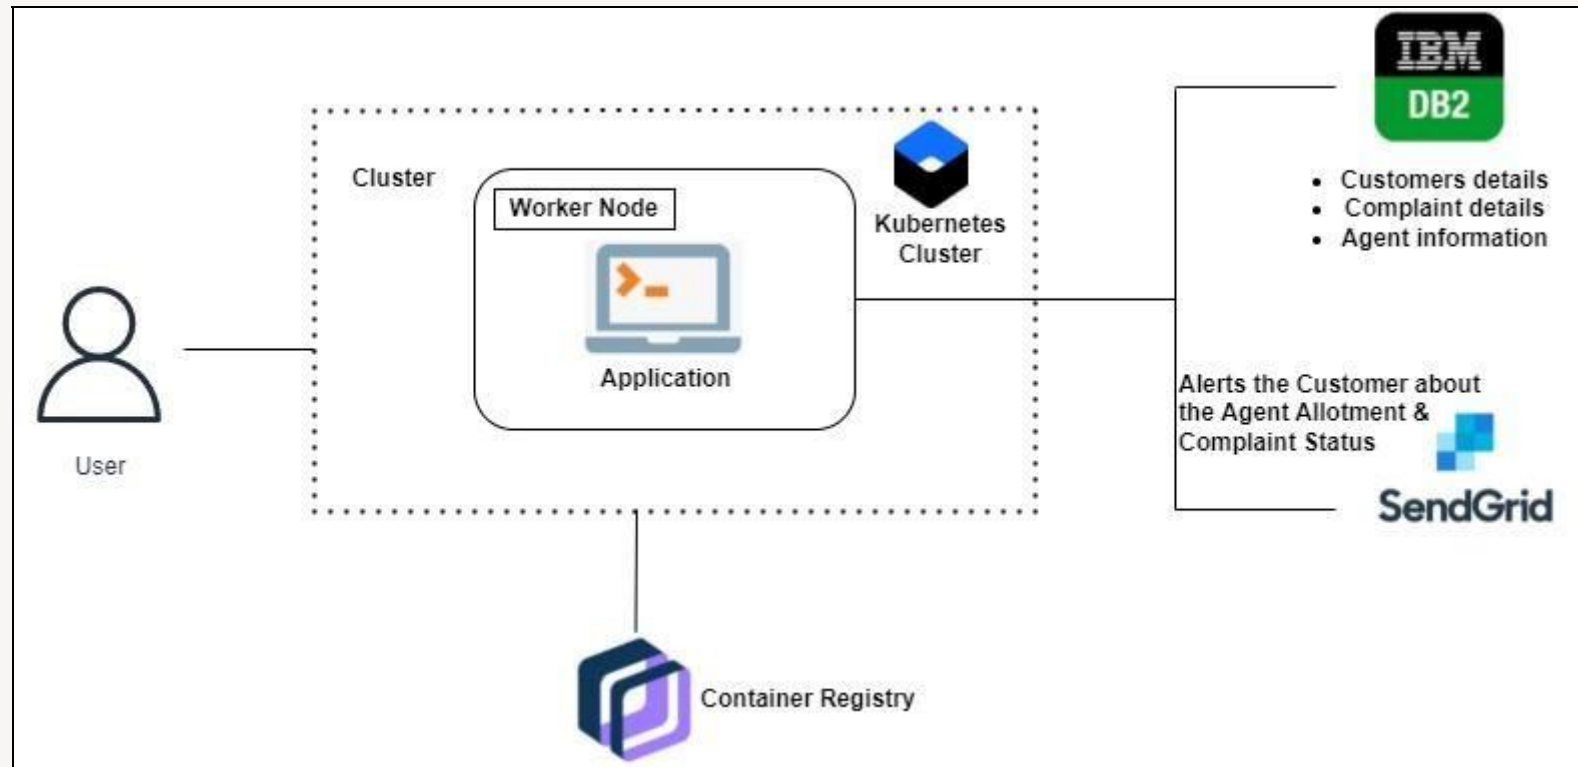 IBM
DB2
Customers details
Complaint details
Agent information
Cluster
Worker Node
Application
Kubernetes
Cluster
User
Alerts the Customer about
the Agent Allotment &
Complaint Status
SendGrid
Container Registry